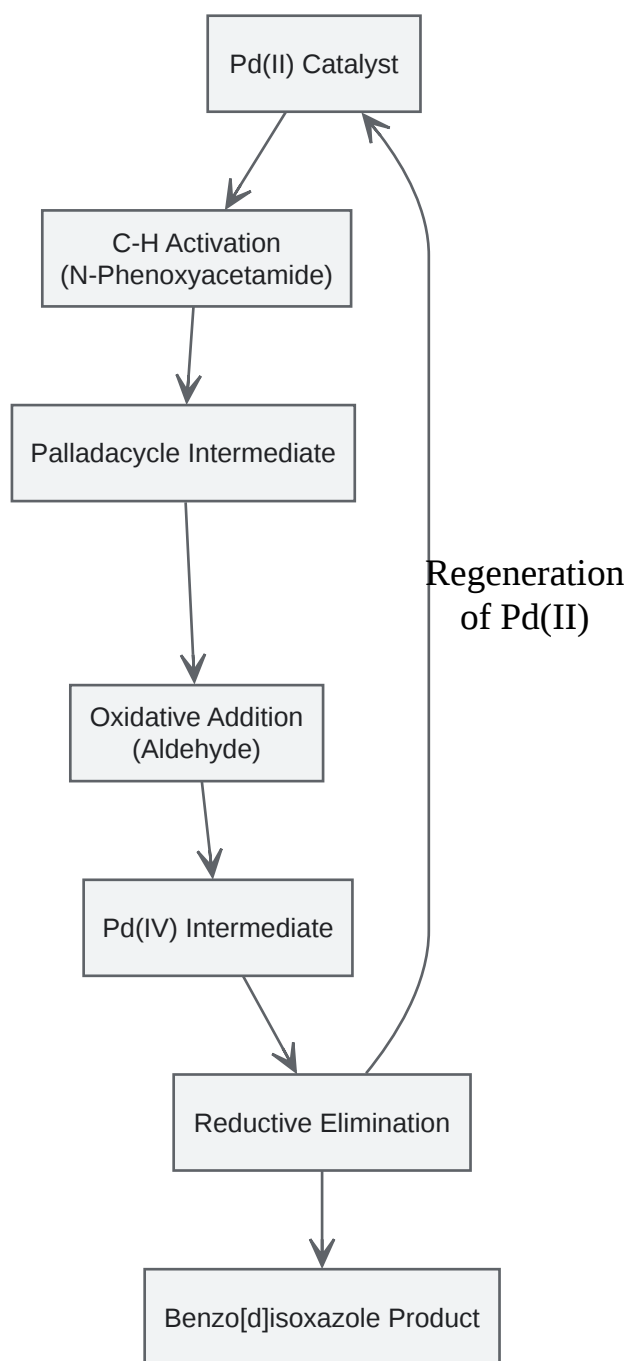 Pd(II) Catalyst
C-H Activation
(N-Phenoxyacetamide)
Palladacycle Intermediate
Regeneration
of Pd(II)
Oxidative Addition
(Aldehyde)
Pd(IV) Intermediate
Reductive Elimination
Benzo[d]isoxazole Product